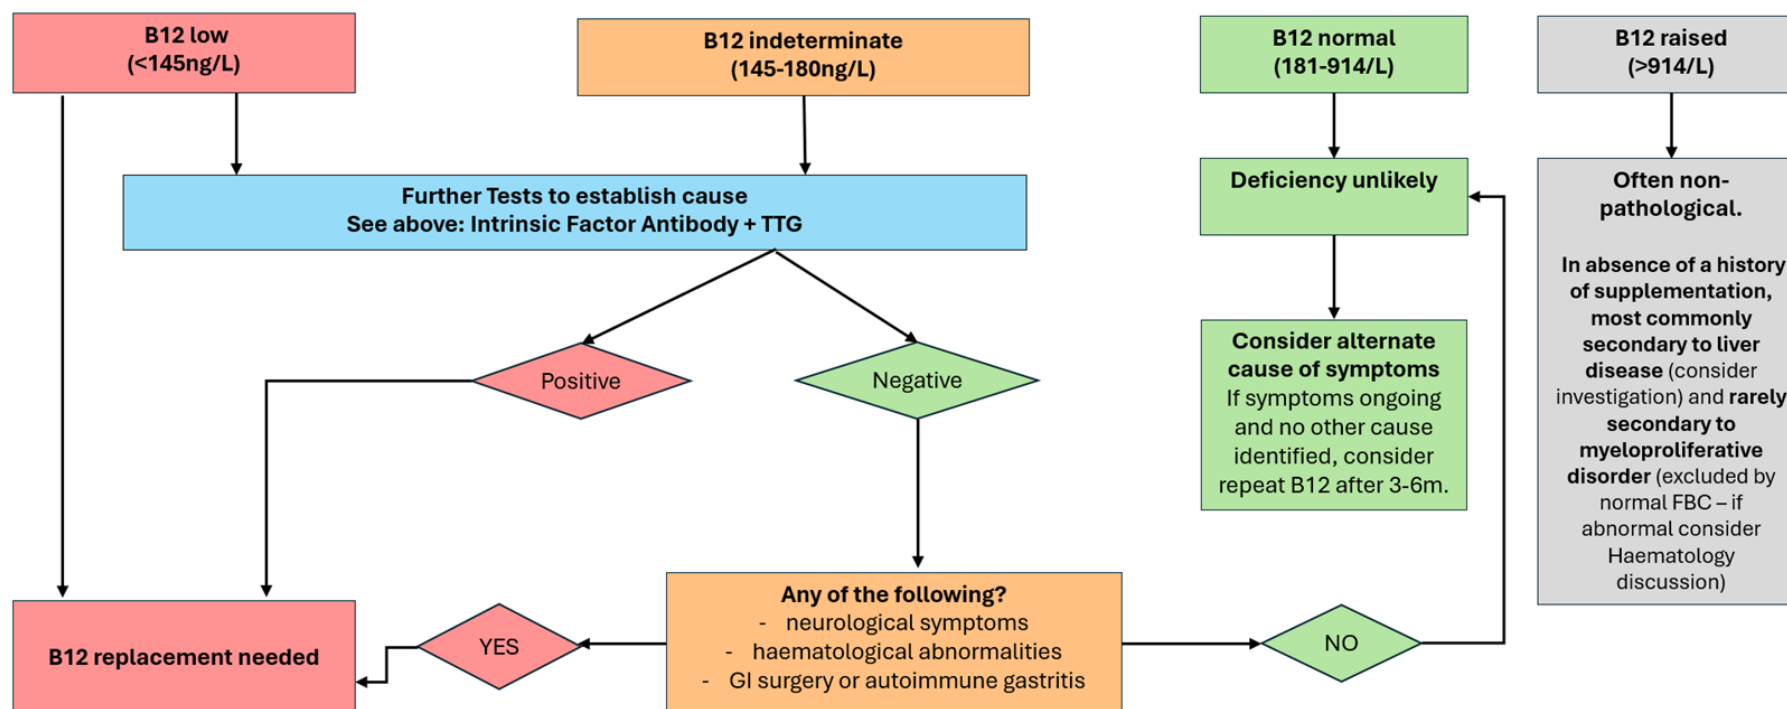 B12 low
(<145ng/L)
B12 indeterminate
(145-180ng/L)
B12 normal
(181-914/L)
B12 raised
(>914/L)
Further Tests to establish cause
See above: Intrinsic Factor Antibody + TTG
Deficiency unlikely
Often non-
pathological.
In absence of a history
of supplementation,
most commonly
secondary to liver
disease (consider
investigation) and rarely
secondary to
myeloproliferative
disorder (excluded by
normal FBC – if
abnormal consider
Haematology
discussion)
Consider alternate
cause of symptoms
If symptoms ongoing
and no other cause
identified, consider
repeat B12 after 3-6m.
Positive
Negative
Any of the following?
- neurological symptoms
- haematological abnormalities
- GI surgery or autoimmune gastritis
YES
NO
B12 replacement needed